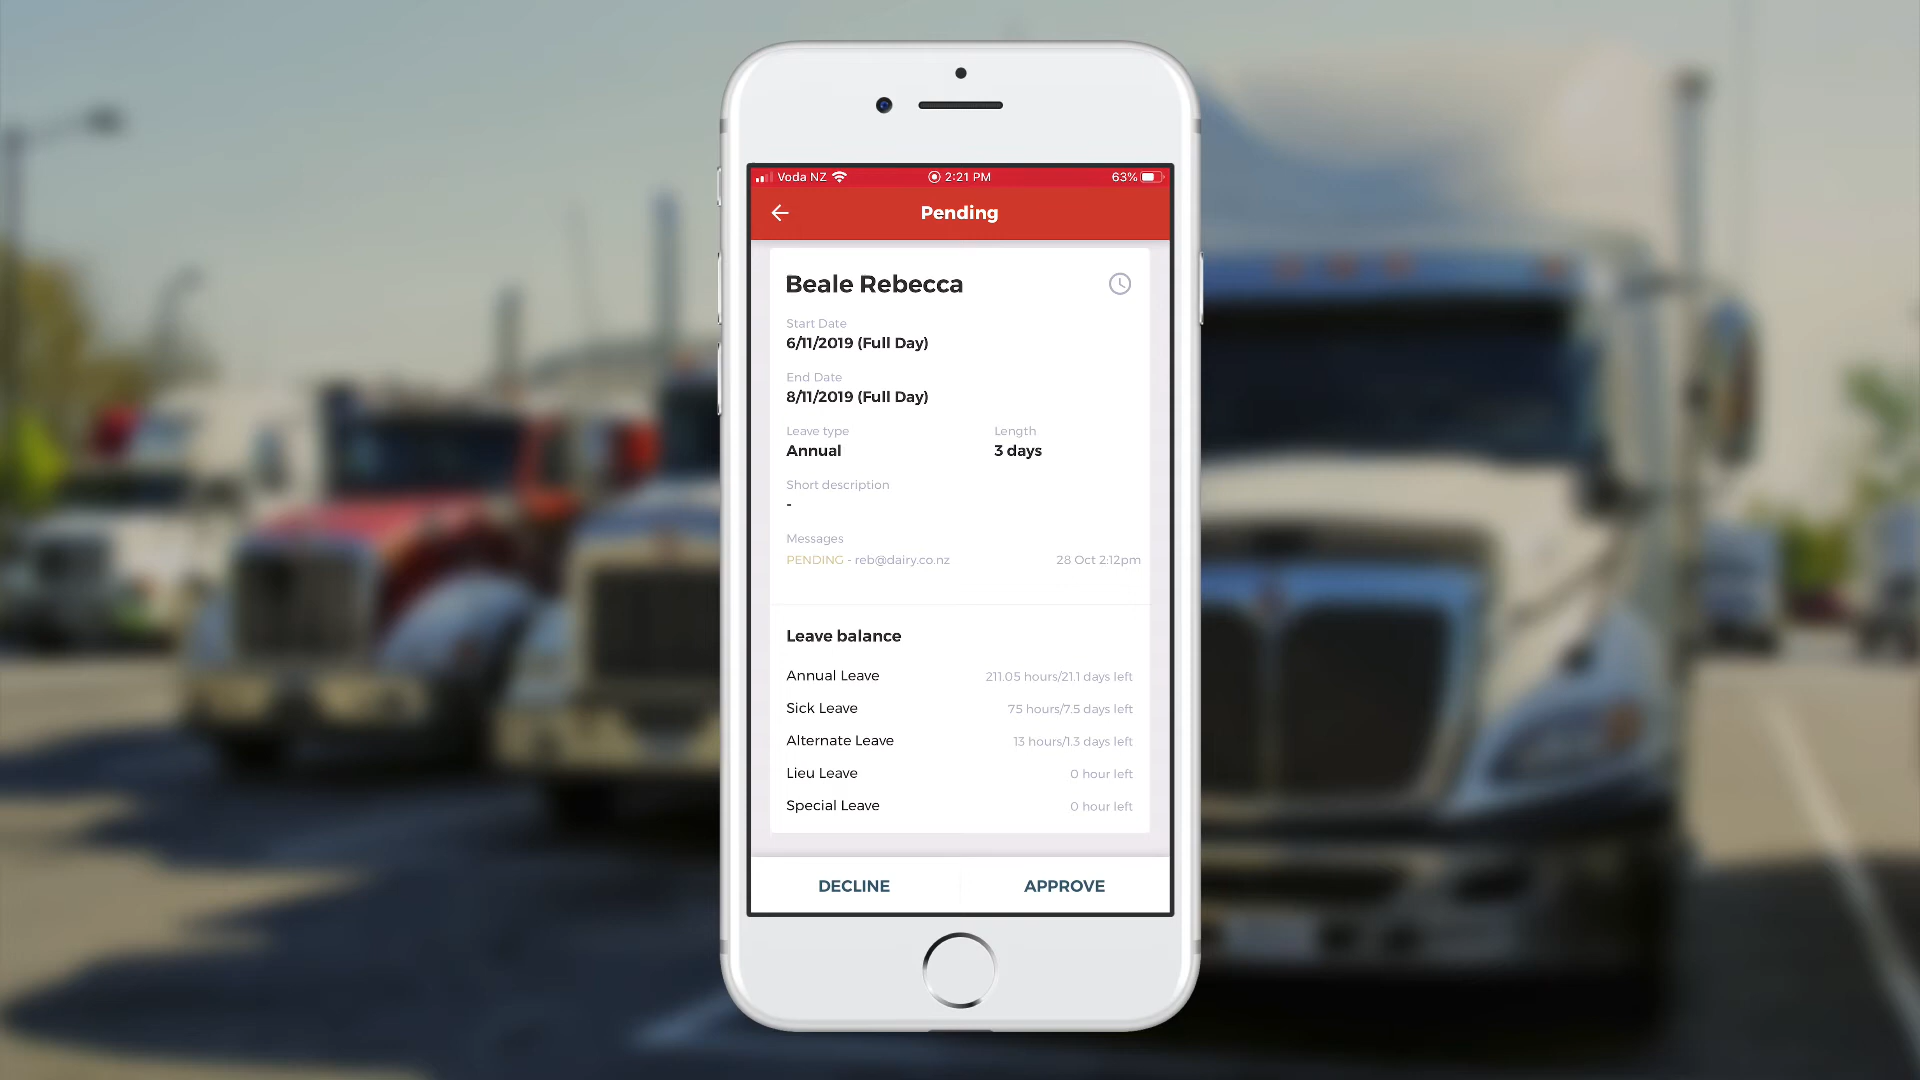 Voda NZ 2:21 PM 63%
Pending
Beale Rebecca
Start Date
6/11/2019 (Full Day)
End Date
8/11/2019 (Full Day)
Leave type Length
Annual 3 days
Short description
-
Messages
PENDING - reb@dairy.co.nz 28 Oct 2:12pm
Leave balance
Annual Leave 211.05 hours/21.1 days left
Sick Leave 75 hours/7.5 days left
Alternate Leave 13 hours/1.3 days left
Lieu Leave 0 hour left
Special Leave 0 hour left
DECLINE APPROVE